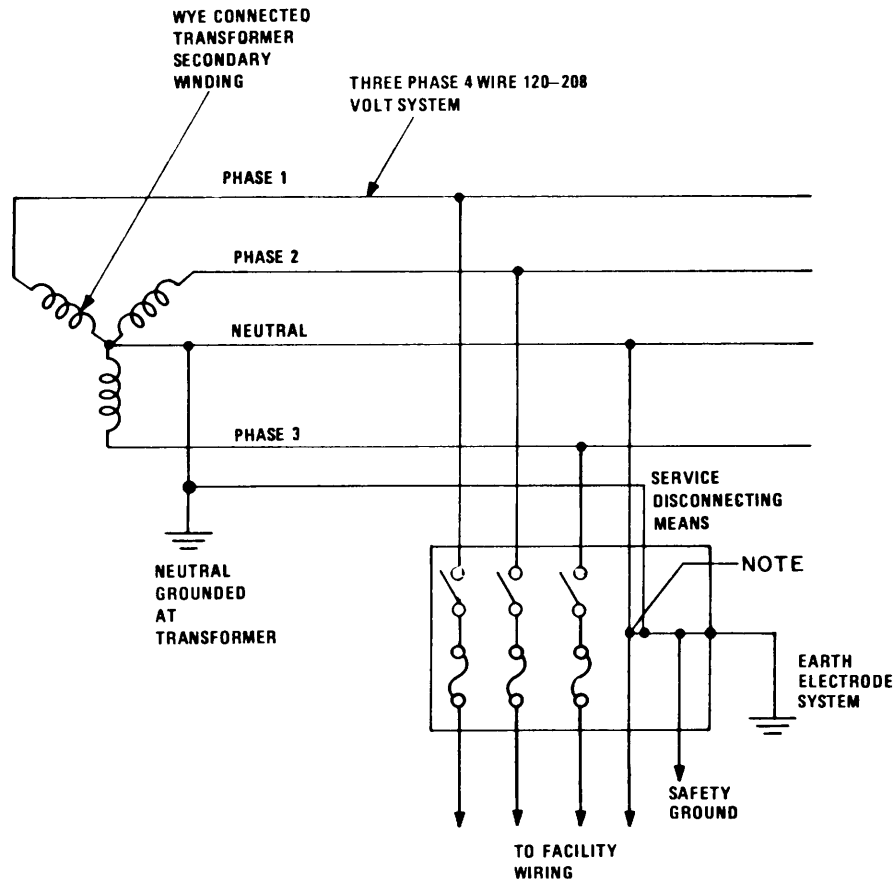 WYE CONNECTED
TRANSFORMER
SECONDARY
WINDING
THREE PHASE 4 WIRE 120–208
VOLT SYSTEM
PHASE 1
PHASE 2
NEUTRAL
PHASE 3
SERVICE
DISCONNECTING
MEANS
NOTE
NEUTRAL
GROUNDED
AT
TRANSFORMER
EARTH
ELECTRODE
SYSTEM
SAFETY
GROUND
TO FACILITY
WIRING